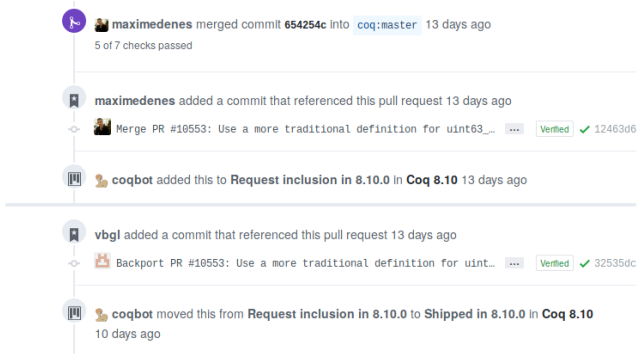 maximedenes merged commit 654254c into coq:master 13 days ago
5 of 7 checks passed
maximedenes added a commit that referenced this pull request 13 days ago
Merge PR #10553: Use a more traditional definition for uint63_… ... Verified 12463d6
coqbot added this to Request inclusion in 8.10.0 in Coq 8.10 13 days ago
vbgl added a commit that referenced this pull request 13 days ago
Backport PR #10553: Use a more traditional definition for uint… ... Verified 32535dc
coqbot moved this from Request inclusion in 8.10.0 to Shipped in 8.10.0 in Coq 8.10
10 days ago